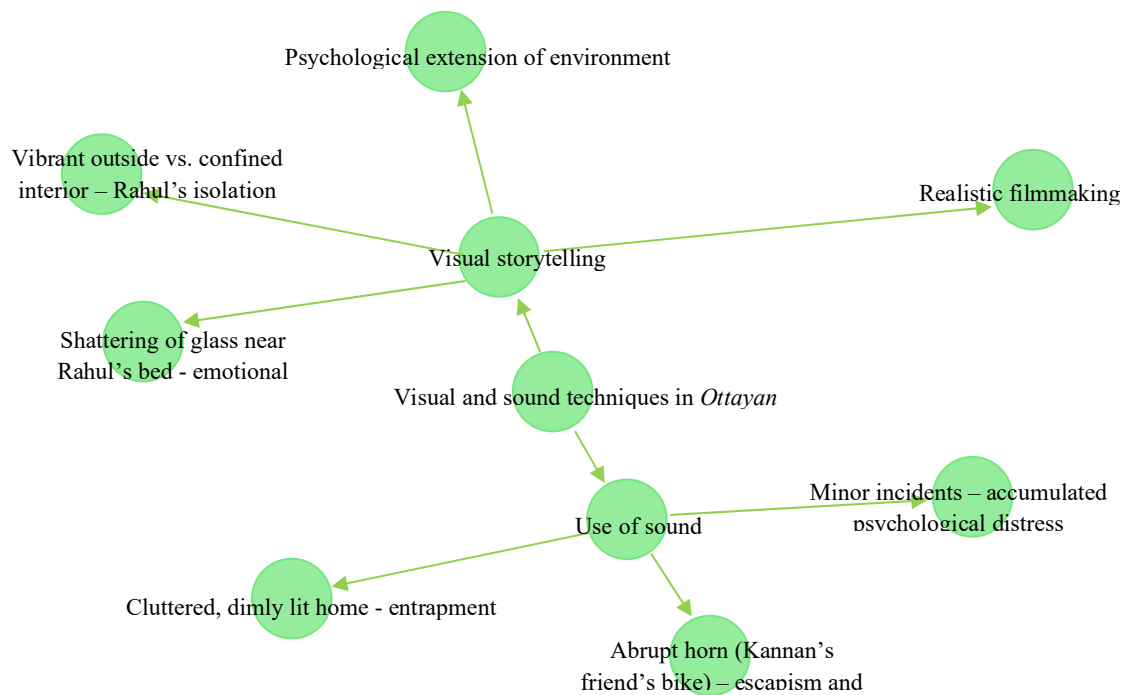 Psychological extension of environment
Vibrant outside vs. confined
interior – Rahul’s isolation
Realistic filmmaking
Visual storytelling
Shattering of glass near
Rahul’s bed - emotional
Visual and sound techniques in Ottayan
Minor incidents – accumulated
psychological distress
Use of sound
Cluttered, dimly lit home - entrapment
Abrupt horn (Kannan’s
friend’s bike) – escapism and